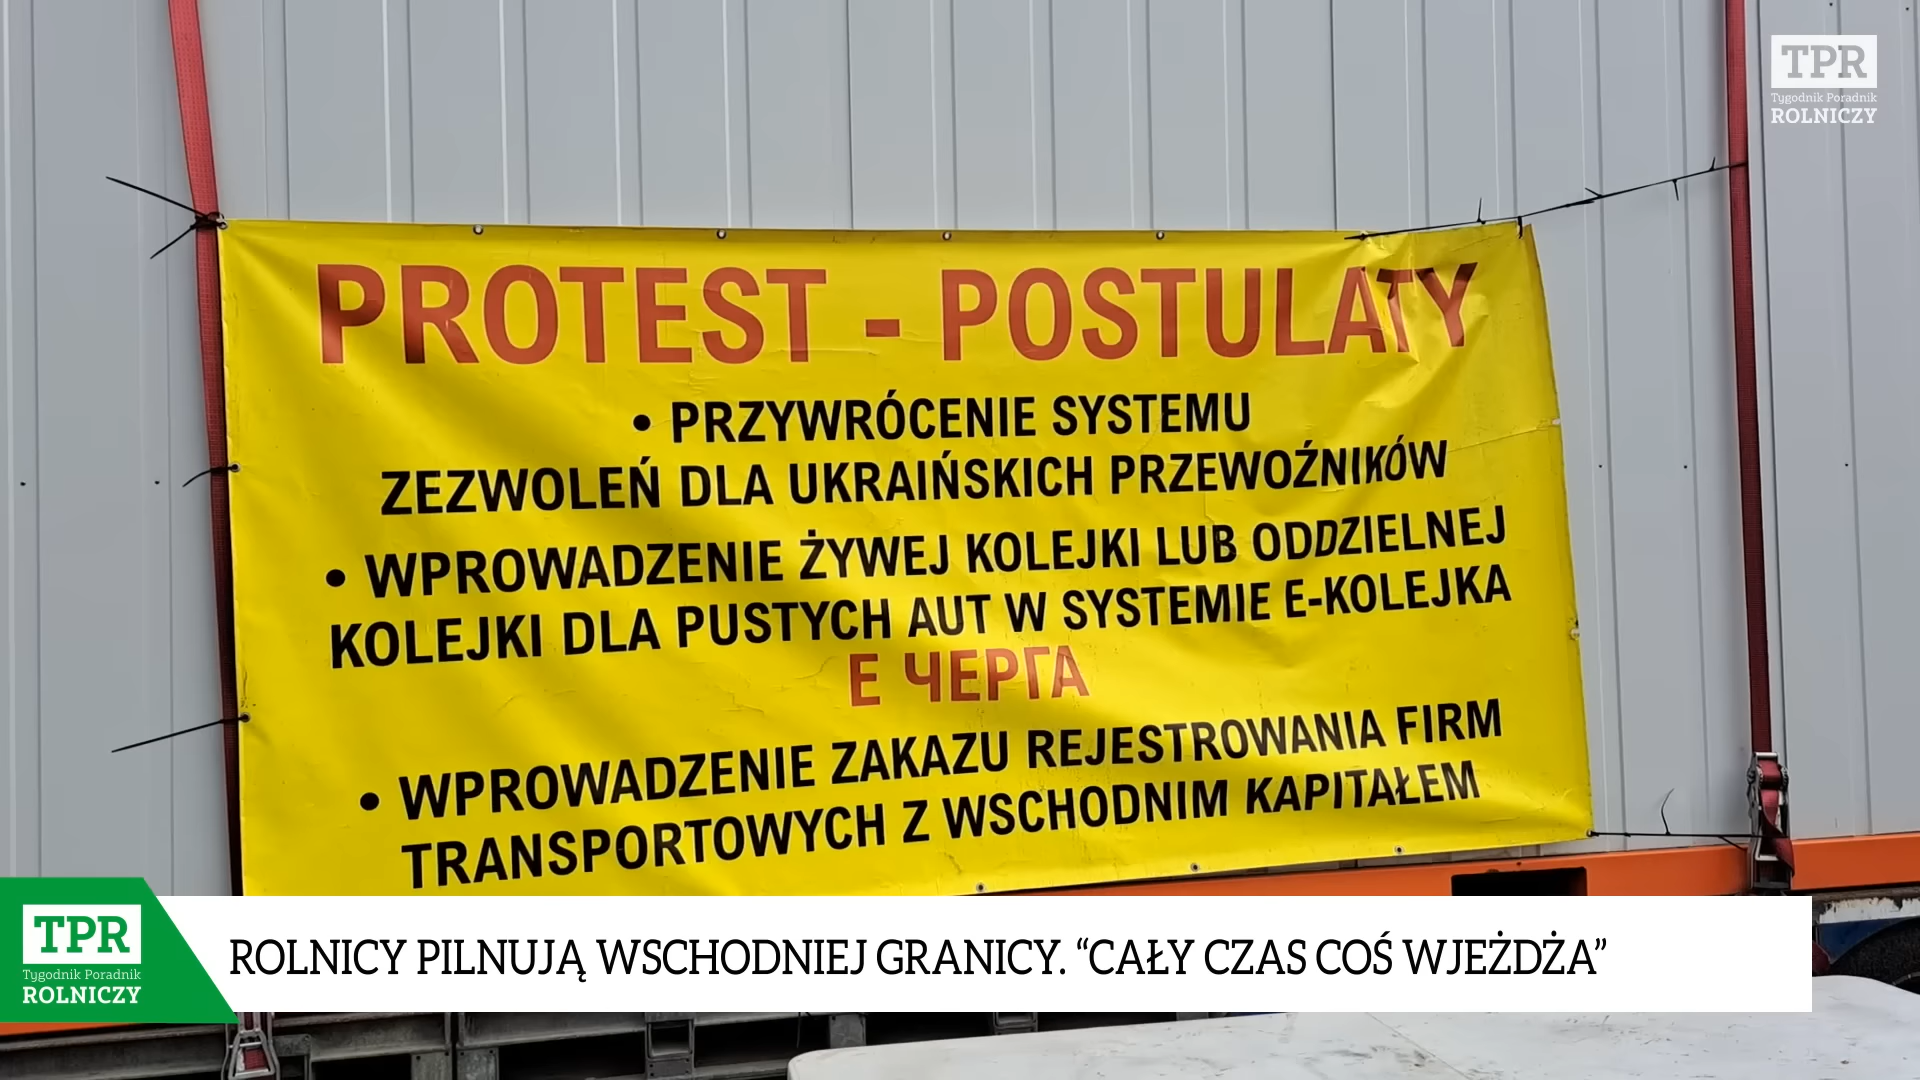 TPR
Tygodnik Poradnik
ROLNICZY
PROTEST - POSTULATY
• PRZYWRÓCENIE SYSTEMU
ZEZWOLEŃ DLA UKRAIŃSKICH PRZEWOŹNIKÓW
• WPROWADZENIE ŻYWEJ KOLEJKI LUB ODDZIELNEJ
KOLEJKI DLA PUSTYCH AUT W SYSTEMIE E-KOLEJKA
Е ЧЕРГА
• WPROWADZENIE ZAKAZU REJESTROWANIA FIRM
TRANSPORTOWYCH Z WSCHODNIM KAPITAŁEM
TPR
Tygodnik Poradnik
ROLNICZY
ROLNICY PILNUJĄ WSCHODNIEJ GRANICY. “CAŁY CZAS COŚ WJEŻDŻA”